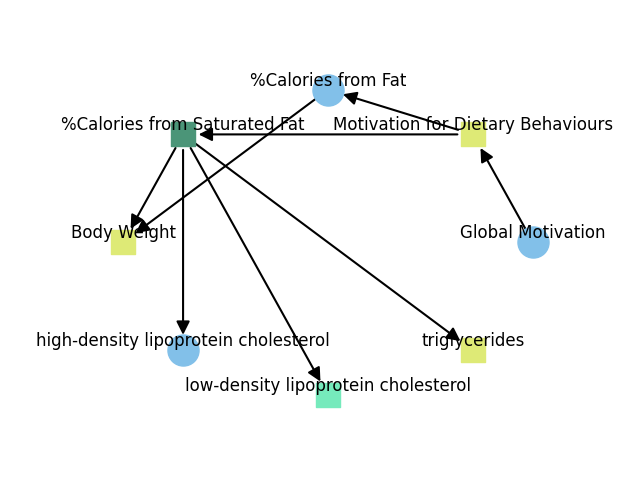 %Calories from Fat
%Calories from Saturated Fat
Motivation for Dietary Behaviours
Body Weight
Global Motivation
high-density lipoprotein cholesterol
triglycerides
low-density lipoprotein cholesterol